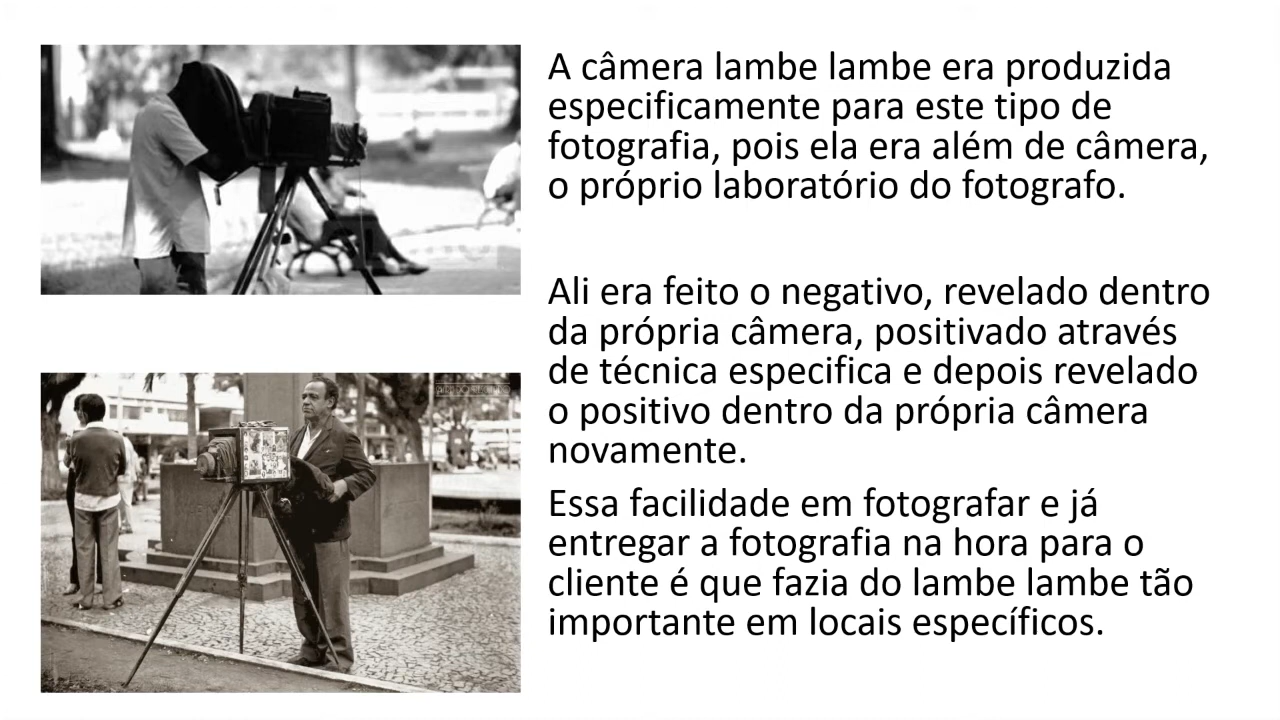 A câmera lambe lambe era produzida
especificamente para este tipo de
fotografia, pois ela era além de câmera,
o próprio laboratório do fotografo.
Ali era feito o negativo, revelado dentro
da própria câmera, positivado através
de técnica especifica e depois revelado
o positivo dentro da própria câmera
novamente.
Essa facilidade em fotografar e já
entregar a fotografia na hora para o
cliente é que fazia do lambe lambe tão
importante em locais específicos.